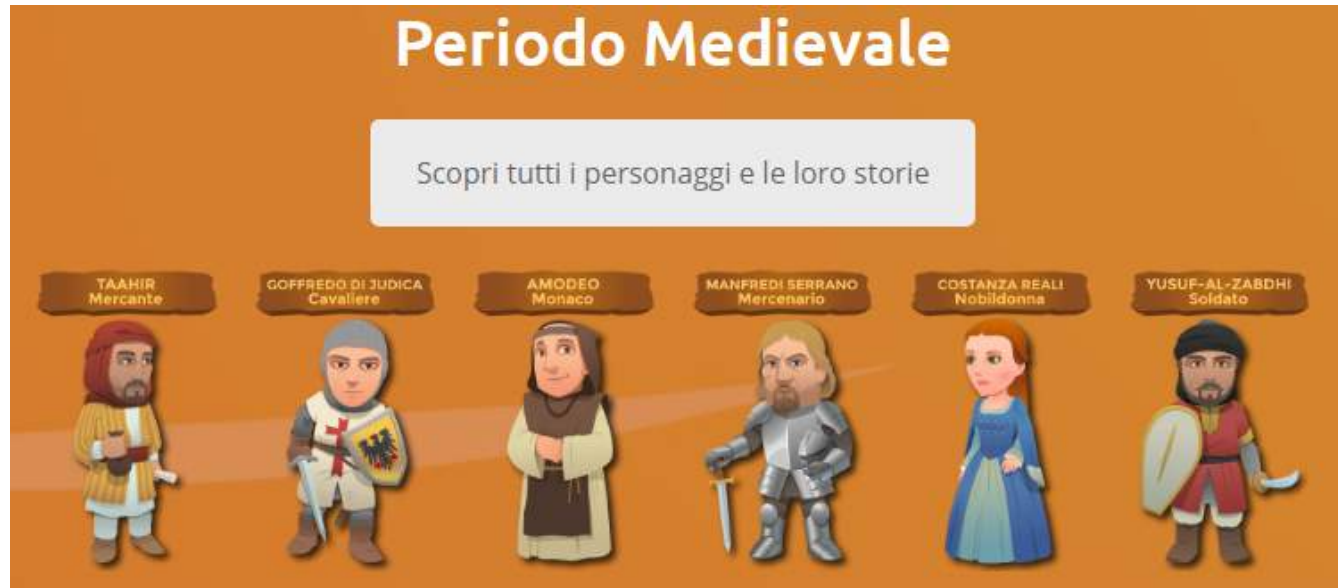 Periodo Medievale
Scopri tutti i personaggi e le loro storie
TAAHIR
Mercante
GOFFREDO DI JUDICA
Cavaliere
AMODEO
Monaco
MANFREDI SERRANO
Mercenario
COSTANZA REALI
Nobildonna
YUSUF-AL-ZABDHI
Soldato